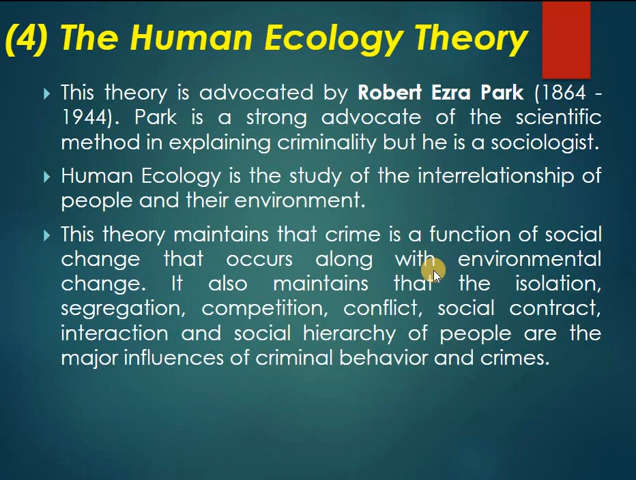 (4) The Human Ecology Theory
This theory is advocated by Robert Ezra Park (1864 -
1944). Park is a strong advocate of the scientific
method in explaining criminality but he is a sociologist.
Human Ecology is the study of the interrelationship of
people and their environment.
This theory maintains that crime is a function of social
change that occurs along with environmental
change. It also maintains that the isolation,
segregation, competition, conflict, social contract,
interaction and social hierarchy of people are the
major influences of criminal behavior and crimes.